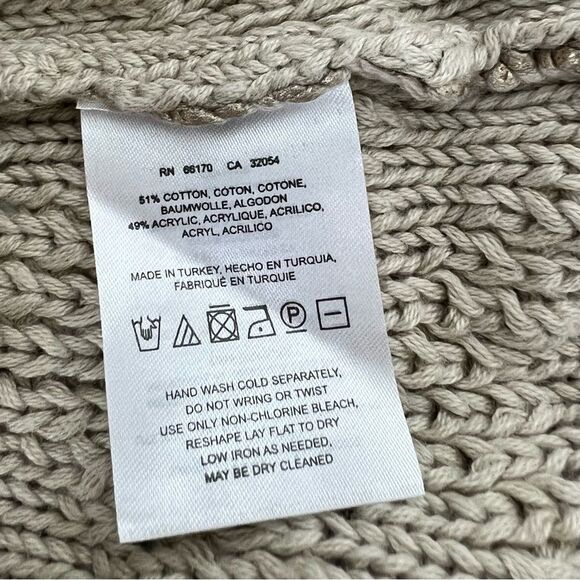 RN 66170 CA 32054
51% COTTON, COTON, COTONE,
BAUMWOLLE, ALGODON
49% ACRYLIC, ACRYLIQUE, ACRILICO,
ACRYL, ACRILICO
MADE IN TURKEY, HECHO EN TURQUIA,
FABRIQUÉ EN TURQUIE
P
HAND WASH COLD SEPARATELY,
DO NOT WRING OR TWIST
USE ONLY NON-CHLORINE BLEACH,
RESHAPE LAY FLAT TO DRY
LOW IRON AS NEEDED,
MAY BE DRY CLEANED